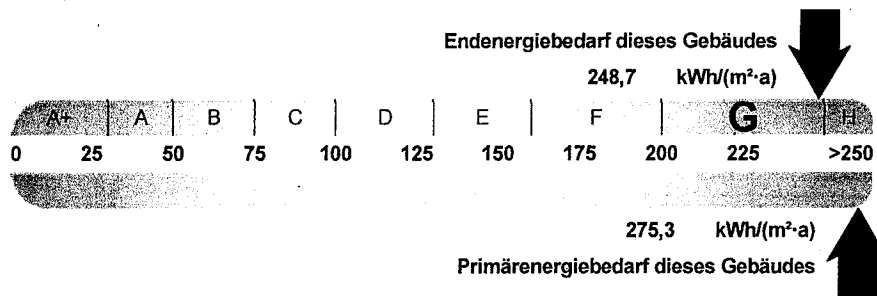 Endenergiebedarf dieses Gebäudes
248,7 kWh/(m²·a)
A+ A B C D E F G H
0 25 50 75 100 125 150 175 200 225 >250
275,3 kWh/(m²·a)
Primärenergiebedarf dieses Gebäudes